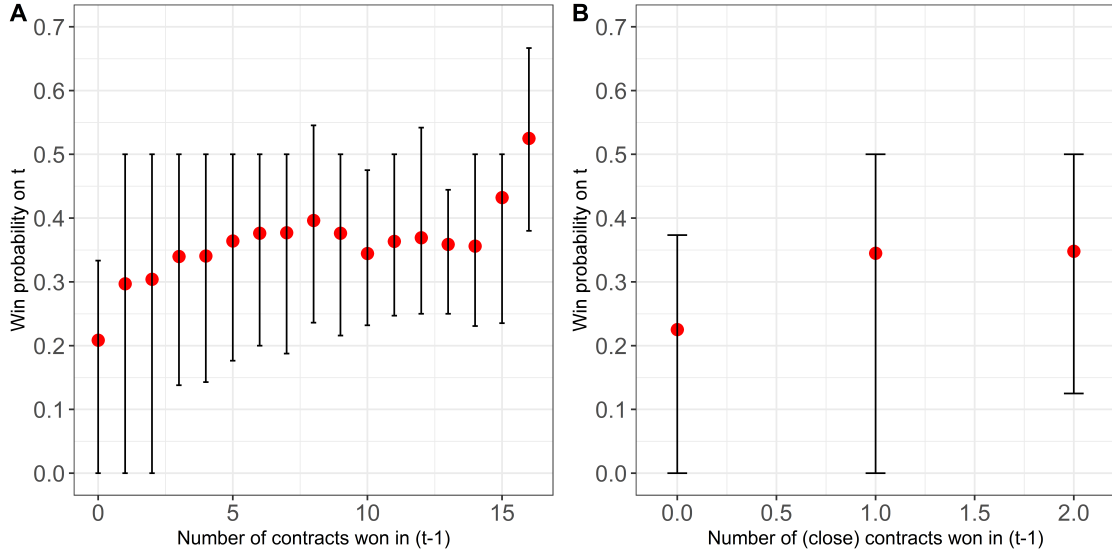 A
0.7
0.6
0.5
0.4
0.3
0.2
0.1
0.0
Win probability on t
0 5 10 15
Number of contracts won in (t-1)
B
0.7
0.6
0.5
0.4
0.3
0.2
0.1
0.0
Win probability on t
0.0 0.5 1.0 1.5 2.0
Number of (close) contracts won in (t-1)